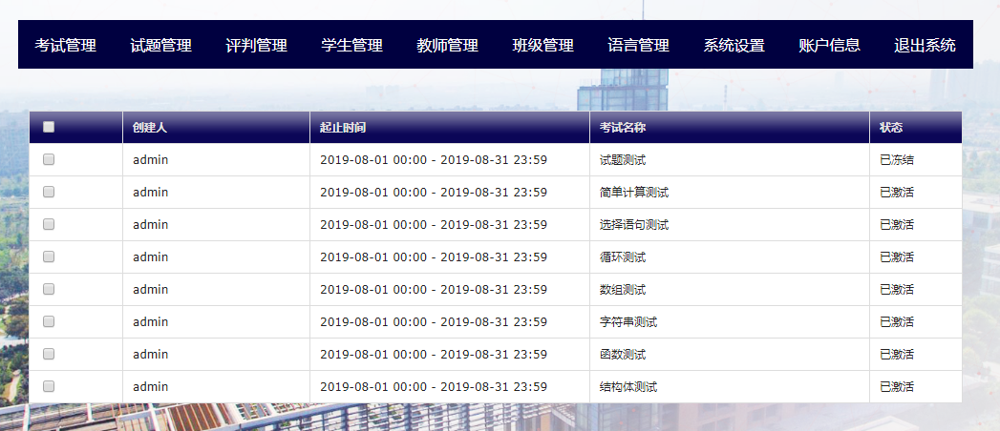 考试管理 试题管理 评判管理 学生管理 教师管理 班级管理 语言管理 系统设置 账户信息 退出系统
创建人 起止时间 考试名称 状态
admin 2019-08-01 00:00 - 2019-08-31 23:59 试题测试 已冻结
admin 2019-08-01 00:00 - 2019-08-31 23:59 简单计算测试 已激活
admin 2019-08-01 00:00 - 2019-08-31 23:59 选择语句测试 已激活
admin 2019-08-01 00:00 - 2019-08-31 23:59 循环测试 已激活
admin 2019-08-01 00:00 - 2019-08-31 23:59 数组测试 已激活
admin 2019-08-01 00:00 - 2019-08-31 23:59 字符串测试 已激活
admin 2019-08-01 00:00 - 2019-08-31 23:59 函数测试 已激活
admin 2019-08-01 00:00 - 2019-08-31 23:59 结构体测试 已激活